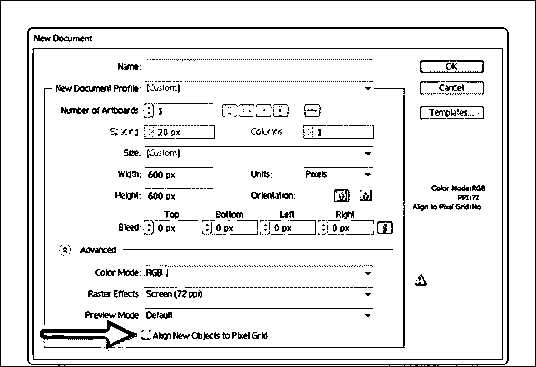 New Document
Name:
OK
New Document Profile: [Custom]
Cancel
Number of Artboards: 1
Templates...
Spacing: 20 px Columns: 1
Size: [Custom]
Width: 600 px Units: Pixels
Height: 600 px Orientation:
Color Mode:RGB
PPI:72
Align to Pixel Grid:No
Top Bottom Left Right
Bleed: 0 px 0 px 0 px 0 px
Advanced
Color Mode: RGB
Raster Effects: Screen (72 ppi)
Preview Mode: Default
Align New Objects to Pixel Grid